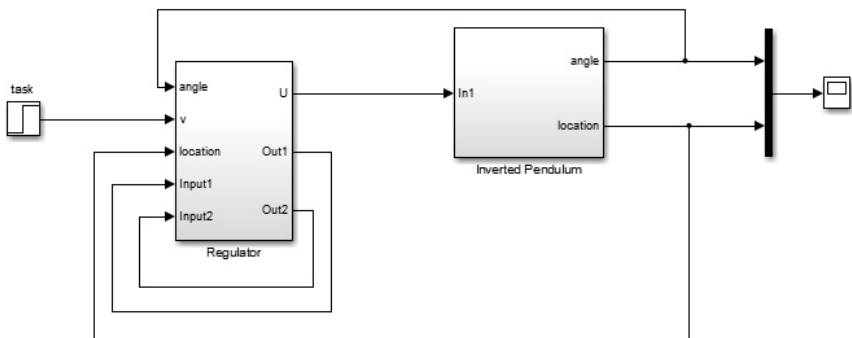 task
angle
v
location
Input1
Input2
U
Out1
Out2
Regulator
In1
angle
location
Inverted Pendulum